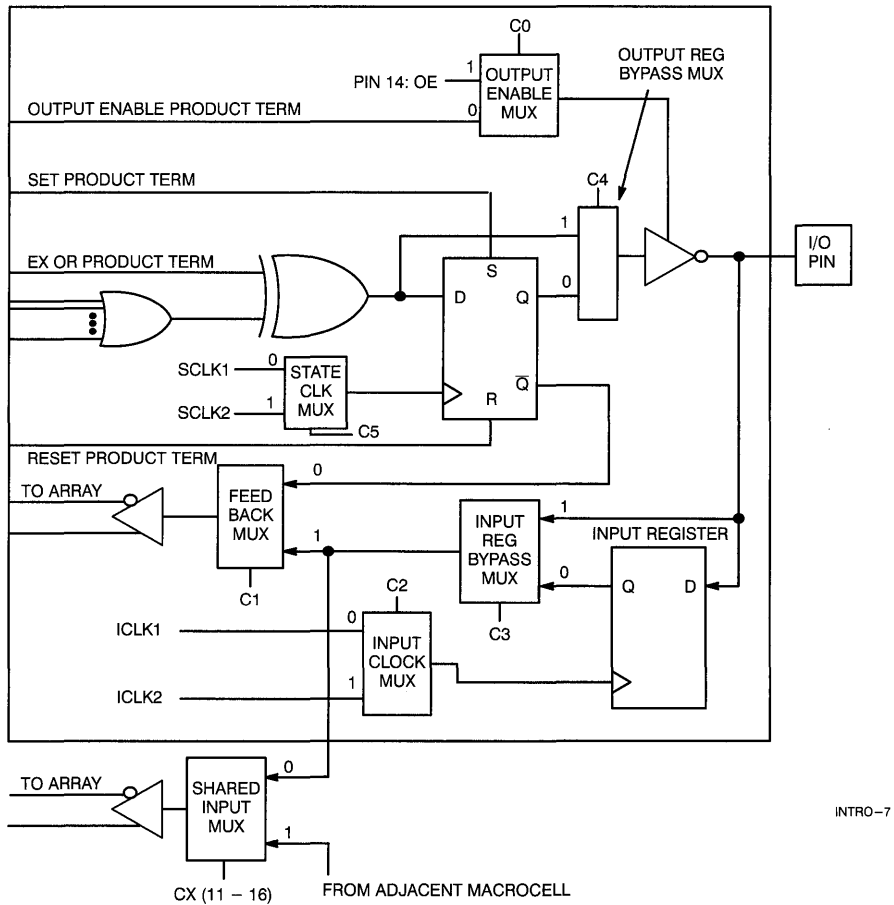 C0
OUTPUT REG
BYPASS MUX
1
PIN 14: OE
OUTPUT
ENABLE
MUX
OUTPUT ENABLE PRODUCT TERM
0
SET PRODUCT TERM
C4
1
I/O
PIN
EX OR PRODUCT TERM
S
D
Q
0
SCLK1
0
STATE
CLK
MUX
Q
SCLK2
1
R
C5
RESET PRODUCT TERM
0
TO ARRAY
FEED
BACK
MUX
1
INPUT
REG
BYPASS
MUX
1
INPUT REGISTER
0
Q
D
C1
C2
C3
ICLK1
0
INPUT
CLOCK
MUX
ICLK2
1
TO ARRAY
SHARED
INPUT
MUX
0
1
INTRO-7
CX (11 – 16)
FROM ADJACENT MACROCELL